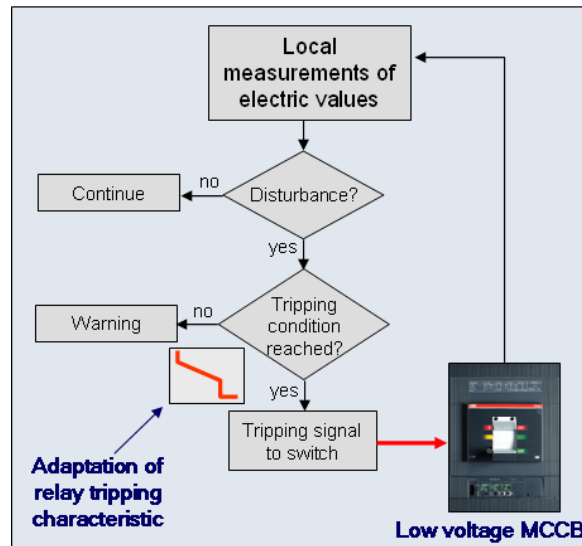 Local
measurements of
electric values
Disturbance?
no
Continue
yes
Tripping
condition
reached?
no
Warning
yes
Tripping signal
to switch
Adaptation of
relay tripping
characteristic
Low voltage MCCB